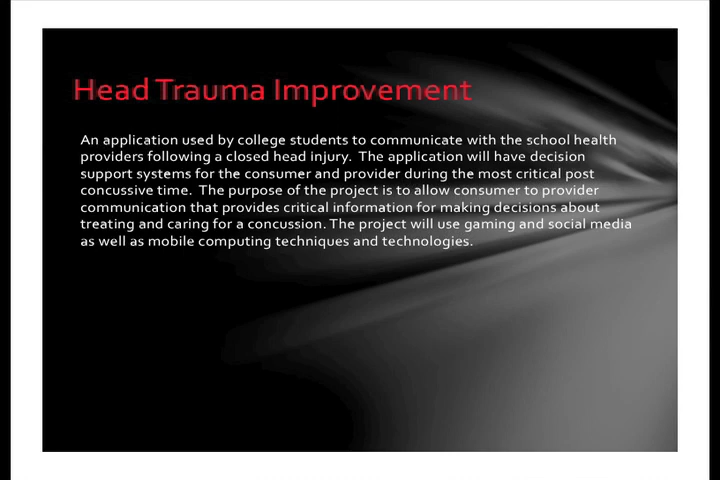 Head Trauma Improvement
An application used by college students to communicate with the school health
providers following a closed head injury.  The application will have decision
support systems for the consumer and provider during the most critical post
concussive time.  The purpose of the project is to allow consumer to provider
communication that provides critical information for making decisions about
treating and caring for a concussion. The project will use gaming and social media
as well as mobile computing techniques and technologies.